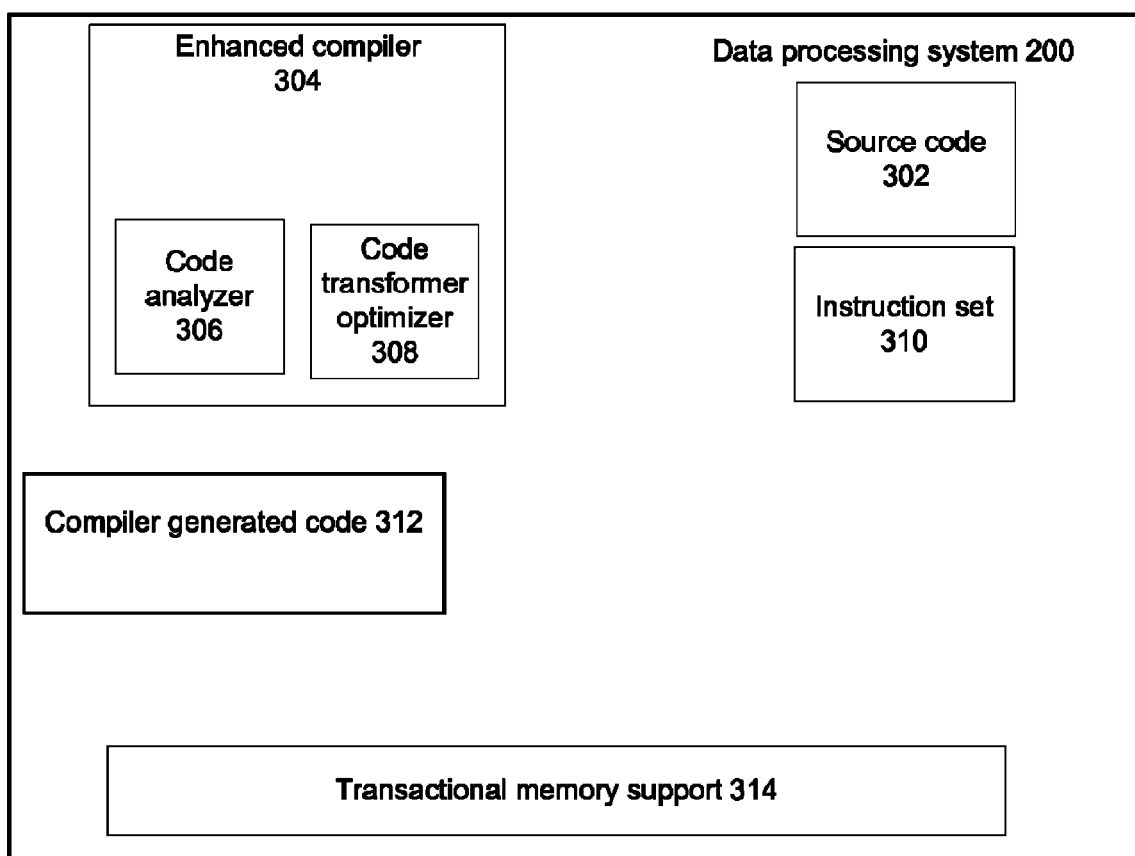 Enhanced compiler
304
Data processing system 200
Source code
302
Code
analyzer
306
Code
transformer
optimizer
308
Instruction set
310
Compiler generated code 312
Transactional memory support 314